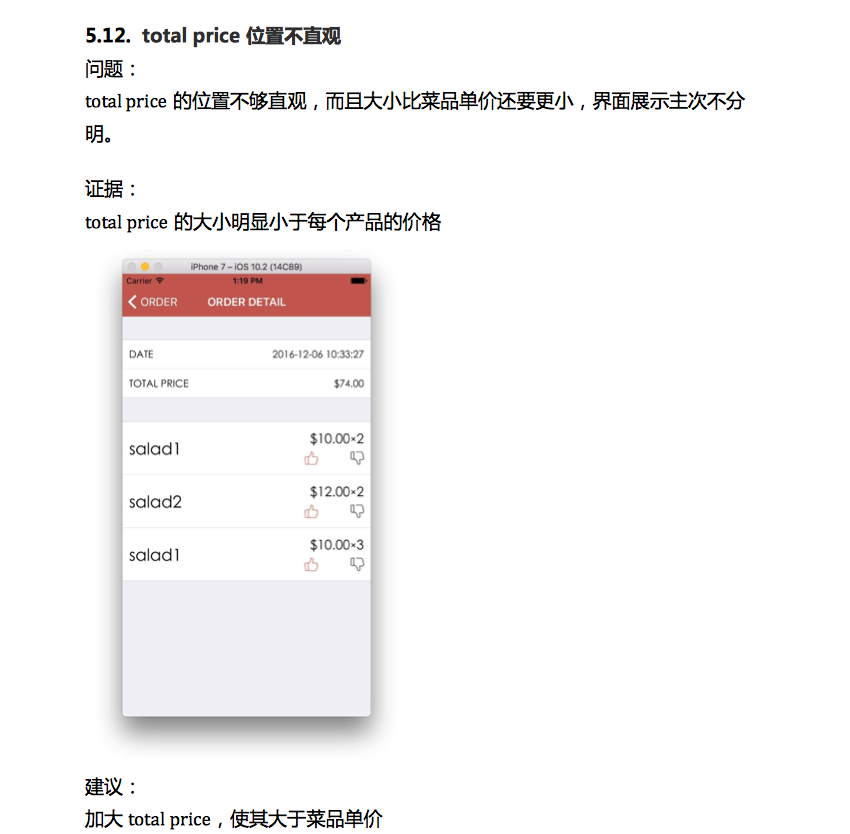 5.12. total price 位置不直观
问题：
total price 的位置不够直观，而且大小比菜品单价还要更小，界面展示主次不分
明。
证据：
total price 的大小明显小于每个产品的价格
iPhone 7 – iOS 10.2 (14C89)
Carrier 1:19 PM
ORDER ORDER DETAIL
DATE 2016-12-06 10:33:27
TOTAL PRICE $74.00
salad1 $10.00×2
salad2 $12.00×2
salad1 $10.00×3
建议：
加大 total price，使其大于菜品单价